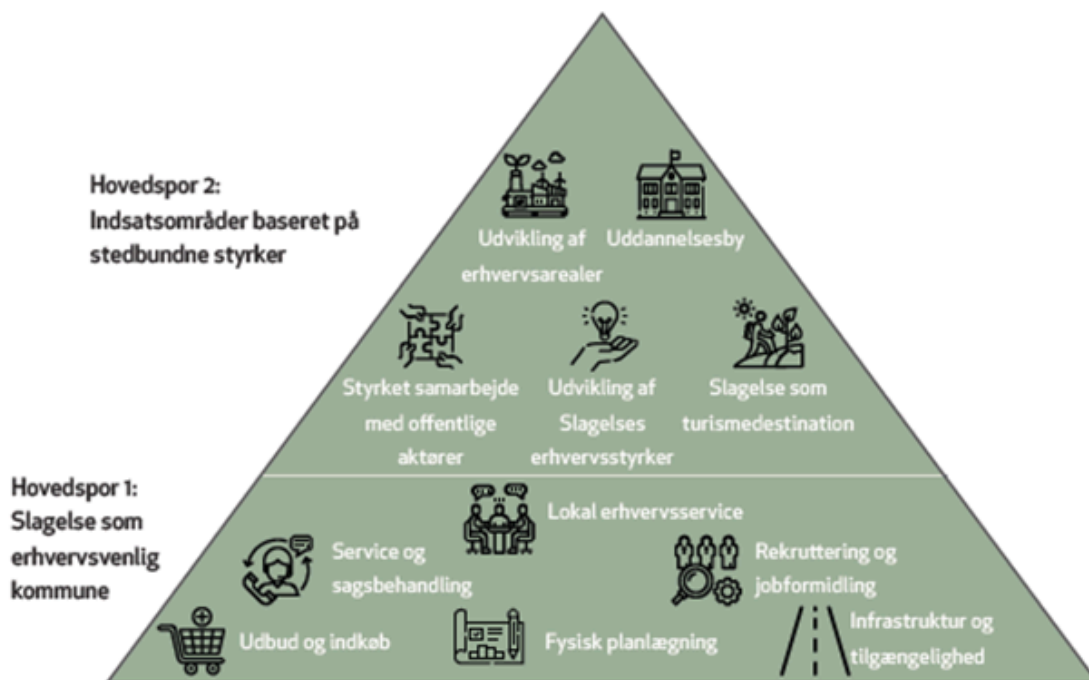 Hovedspor 2:
Indsatsområder baseret på
stedbundne styrker
Udvikling af
erhvervsarealer
Uddannelsesby
Styrket samarbejde
med offentlige
aktører
Udvikling af
Slagelses
erhvervsstyrker
Slagelse som
turismedestination
Hovedspor 1:
Slagelse som
erhvervsvenlig
kommune
Lokal erhvervsservice
Service og
sagsbehandling
Rekruttering og
jobformidling
Udbud og indkøb
Fysisk planlægning
Infrastruktur og
tilgængelighed